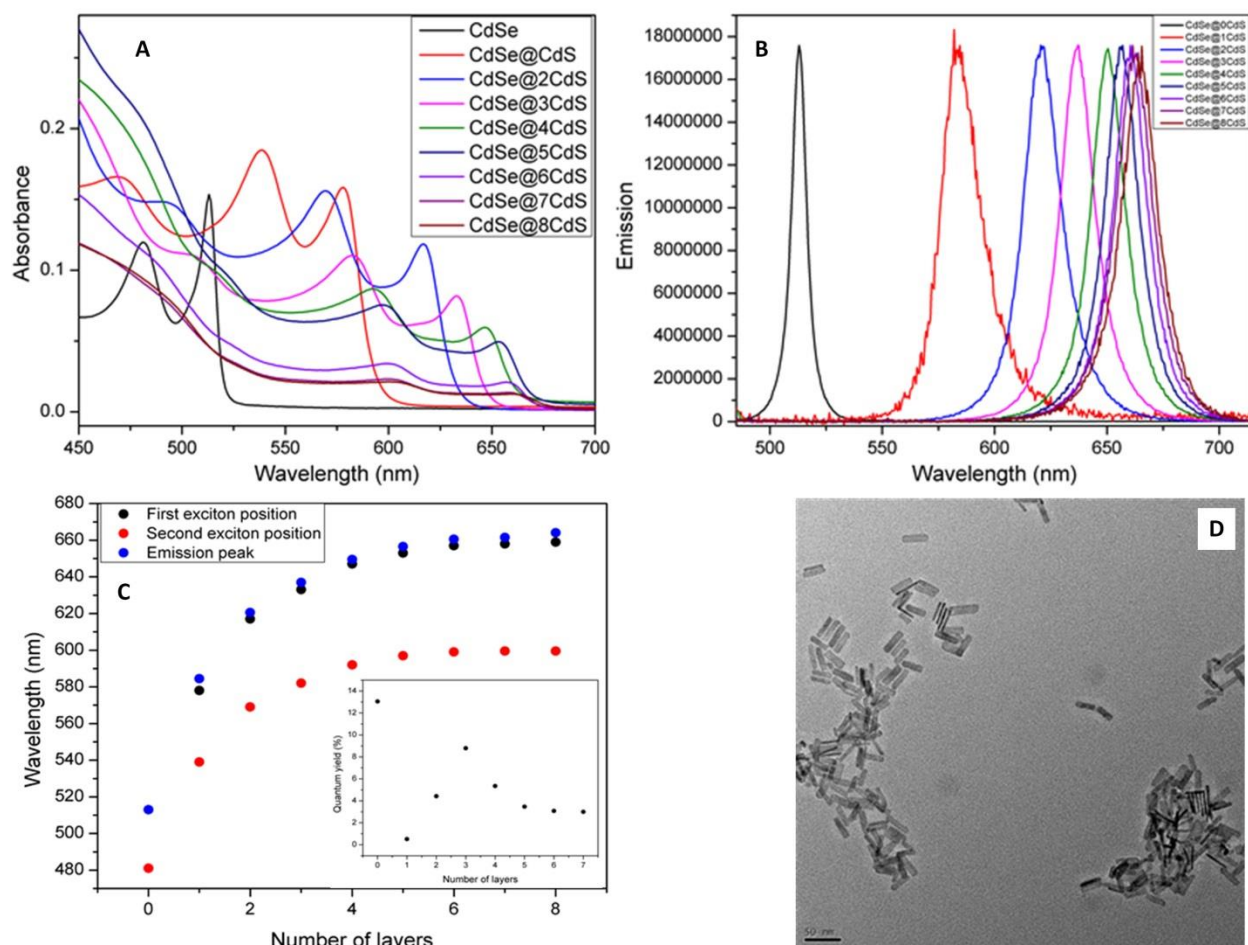 A
CdSe
CdSe@CdS
CdSe@2CdS
CdSe@3CdS
CdSe@4CdS
CdSe@5CdS
CdSe@6CdS
CdSe@7CdS
CdSe@8CdS
Absorbance
0.2
0.1
0.0
450 500 550 600 650 700
Wavelength (nm)
B
CdSe@0CdS
CdSe@1CdS
CdSe@2CdS
CdSe@3CdS
CdSe@4CdS
CdSe@5CdS
CdSe@6CdS
CdSe@7CdS
CdSe@8CdS
Emission
18000000
16000000
14000000
12000000
10000000
8000000
6000000
4000000
2000000
0
500 550 600 650 700
Wavelength (nm)
C
First exciton position
Second exciton position
Emission peak
Wavelength (nm)
680
660
640
620
600
580
560
540
520
500
480
0 2 4 6 8
Number of layers
Quantum yield (%)
14
12
10
8
6
4
2
0
0 1 2 3 4 5 6 7
Number of layers
D
50 nm